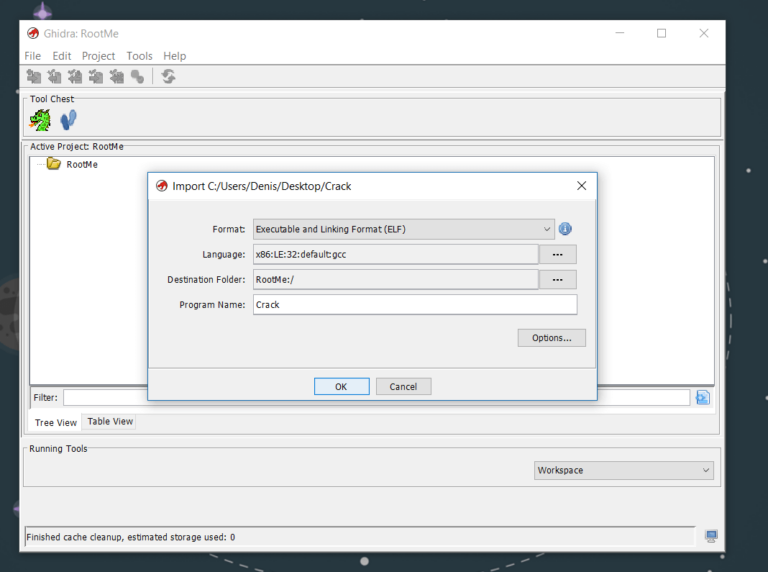 Ghidra: RootMe
File Edit Project Tools Help
Tool Chest
Active Project: RootMe
RootMe
Import C:/Users/Denis/Desktop/Crack
Format: Executable and Linking Format (ELF)
Language: x86:LE:32:default:gcc ...
Destination Folder: RootMe:/ ...
Program Name: Crack
Options...
OK Cancel
Filter:
Tree View Table View
Running Tools
Workspace
Finished cache cleanup, estimated storage used: 0